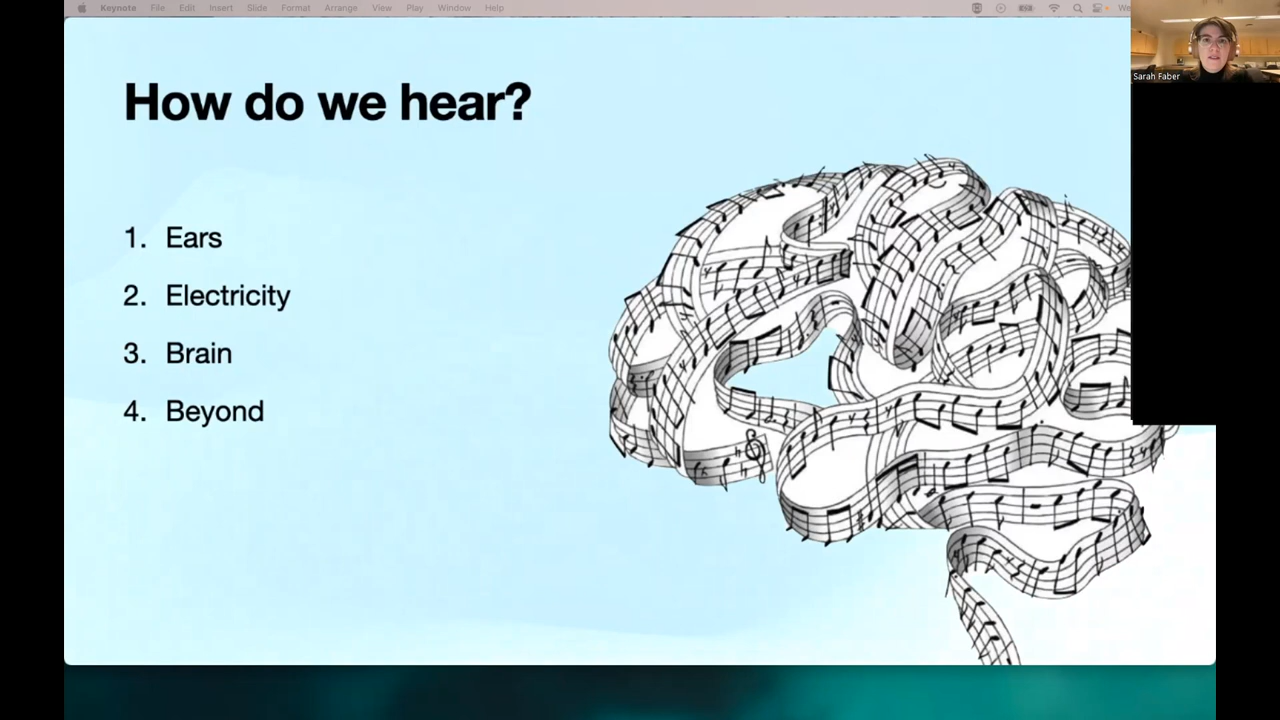 Keynote File Edit Insert Slide Format Arrange View Play Window Help We
Sarah Faber
How do we hear?
1. Ears
2. Electricity
3. Brain
4. Beyond